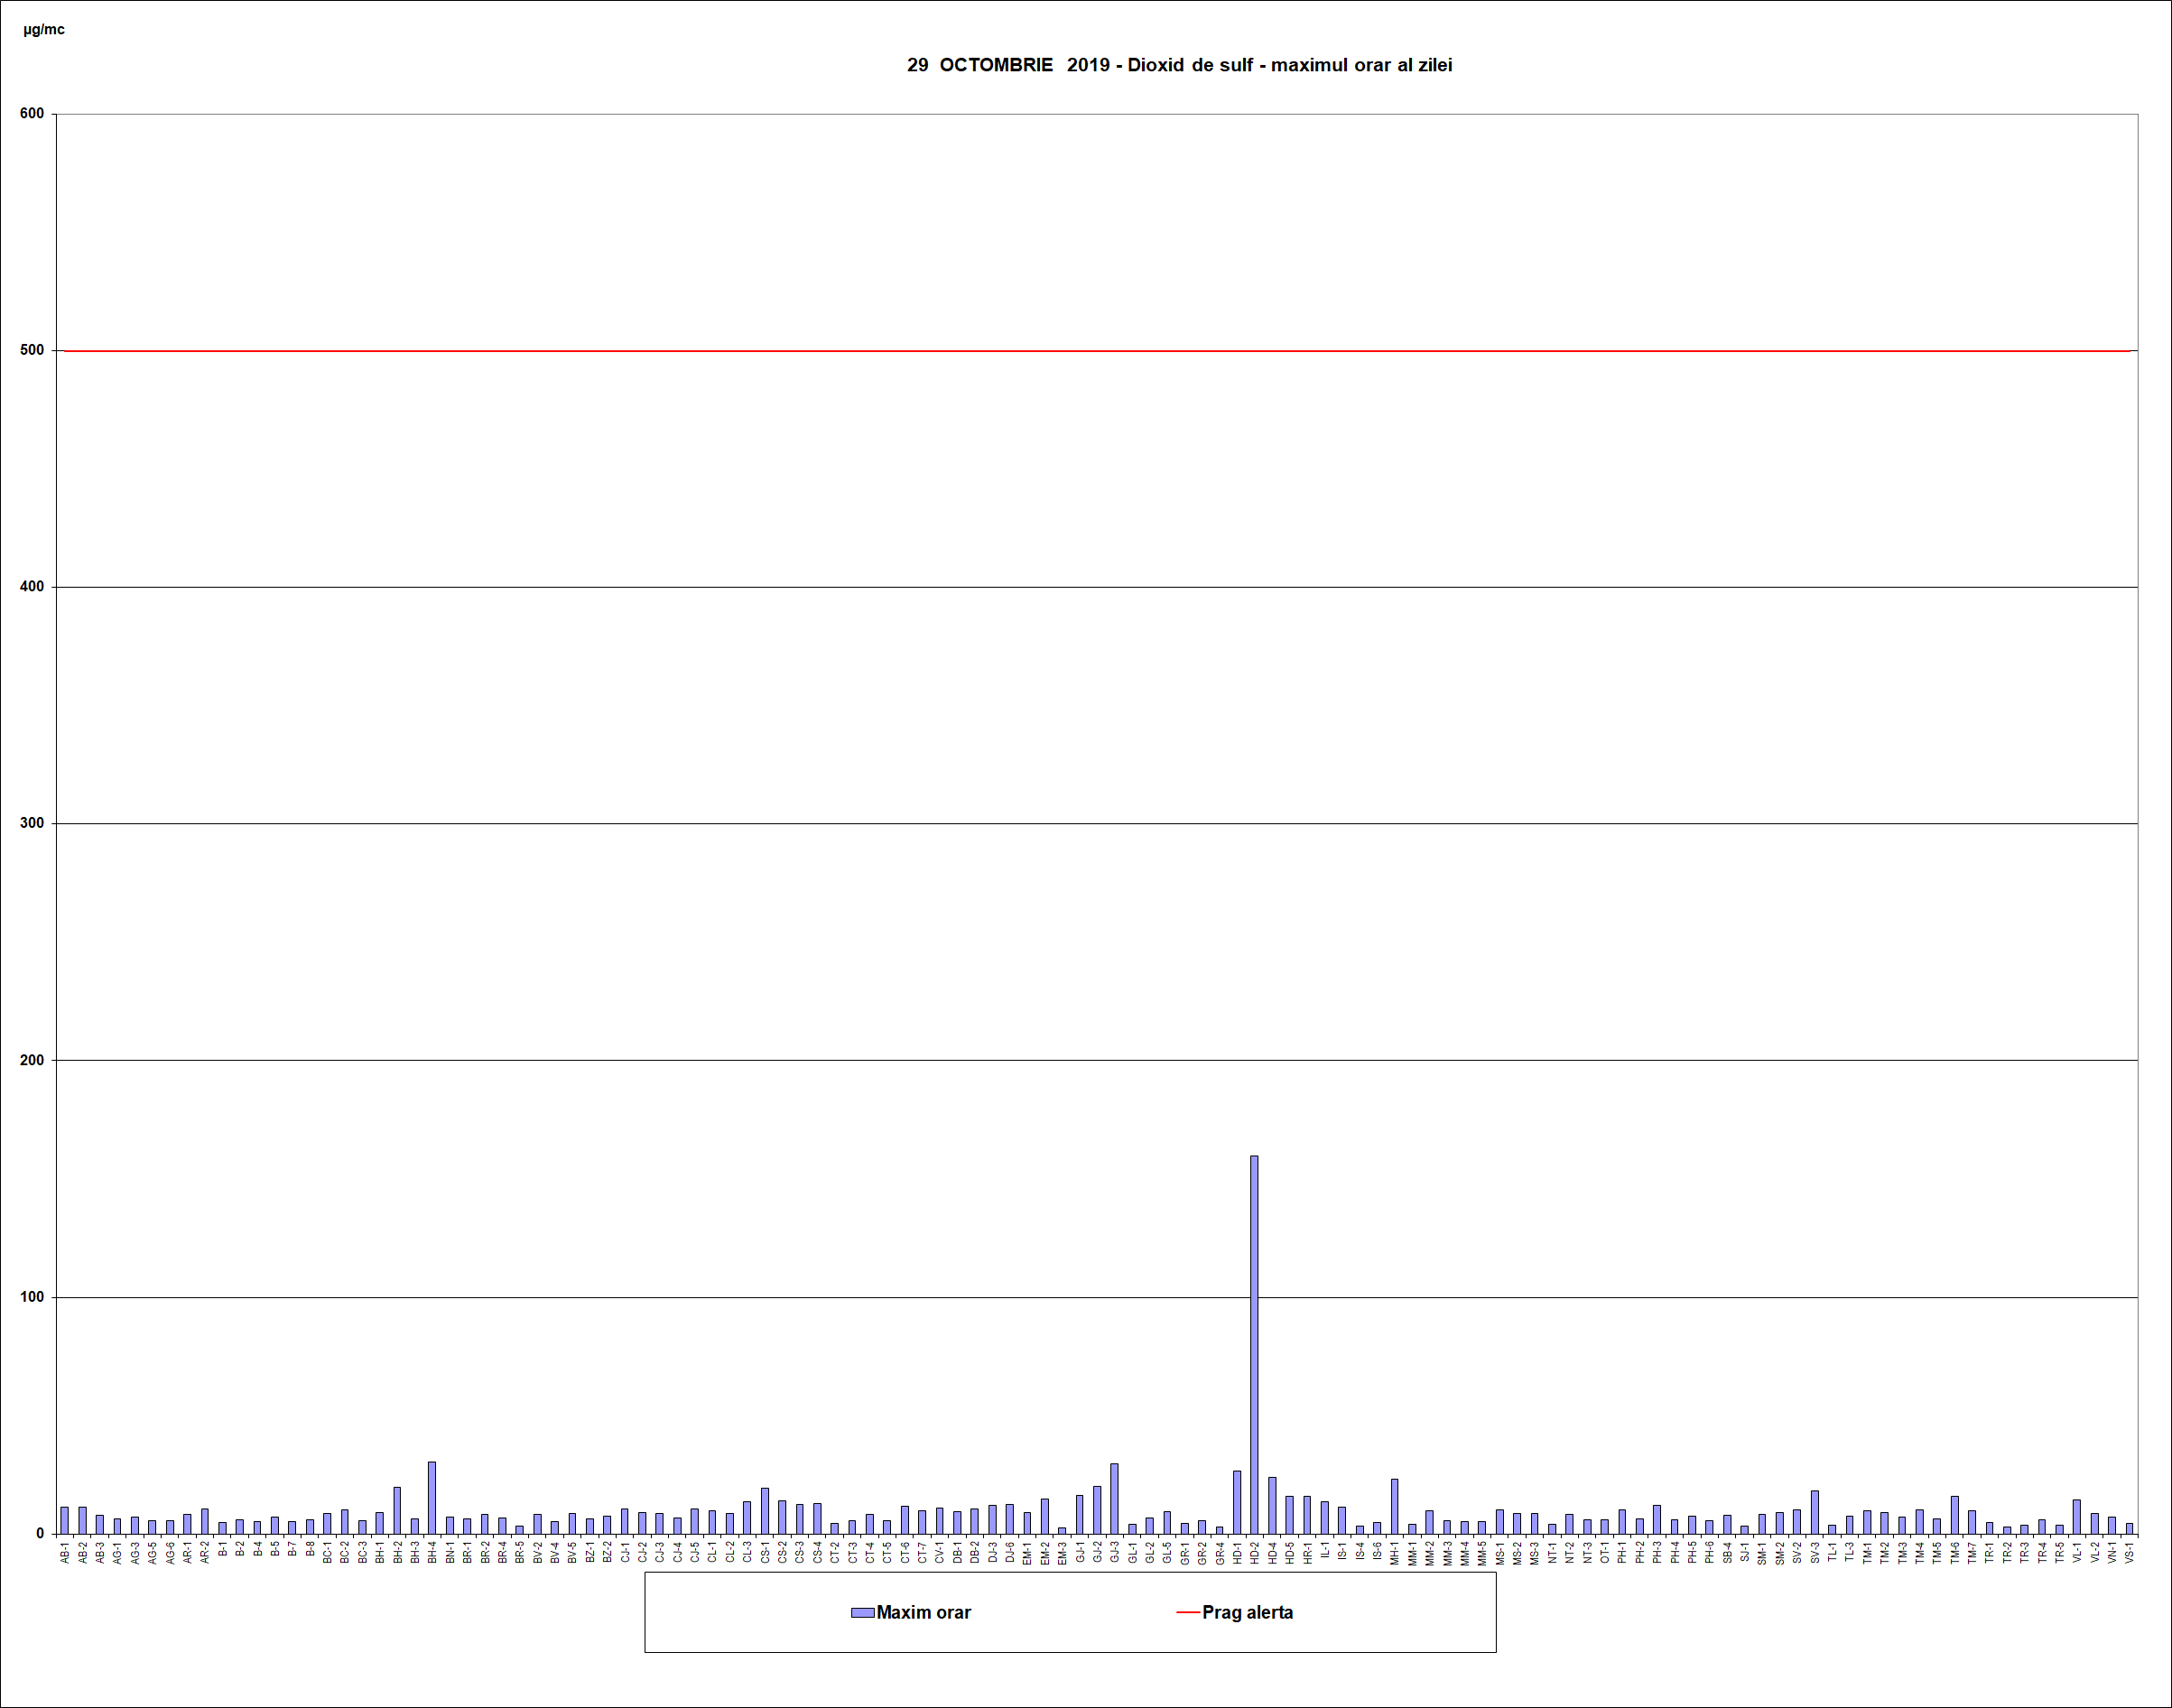 µg/mc
29 OCTOMBRIE 2019 - Dioxid de sulf - maximul orar al zilei
600
500
400
300
200
100
0
AB-1 AB-2 AB-3 AG-1 AG-3 AG-5 AG-6 AR-1 AR-2 B-1 B-2 B-4 B-5 B-7 B-8 BC-1 BC-2 BC-3 BH-1 BH-2 BH-3 BH-4 BN-1 BR-1 BR-2 BR-4 BR-5 BV-2 BV-4 BV-5 BZ-1 BZ-2 CJ-1 CJ-2 CJ-3 CJ-4 CJ-5 CL-1 CL-2 CL-3 CS-1 CS-2 CS-3 CS-4 CT-2 CT-3 CT-4 CT-5 CT-6 CT-7 CV-1 DB-1 DB-2 DJ-3 DJ-6 EM-1 EM-2 EM-3 GJ-1 GJ-2 GJ-3 GL-1 GL-2 GL-5 GR-1 GR-2 GR-4 HD-1 HD-2 HD-4 HD-5 HR-1 IL-1 IS-1 IS-4 IS-6 MH-1 MM-1 MM-2 MM-3 MM-4 MM-5 MS-1 MS-2 MS-3 NT-1 NT-2 NT-3 OT-1 PH-1 PH-2 PH-3 PH-4 PH-5 PH-6 SB-4 SJ-1 SM-1 SM-2 SV-2 SV-3 TL-1 TL-3 TM-1 TM-2 TM-3 TM-4 TM-5 TM-6 TM-7 TR-1 TR-2 TR-3 TR-4 TR-5 VL-1 VL-2 VN-1 VS-1
Maxim orar Prag alerta